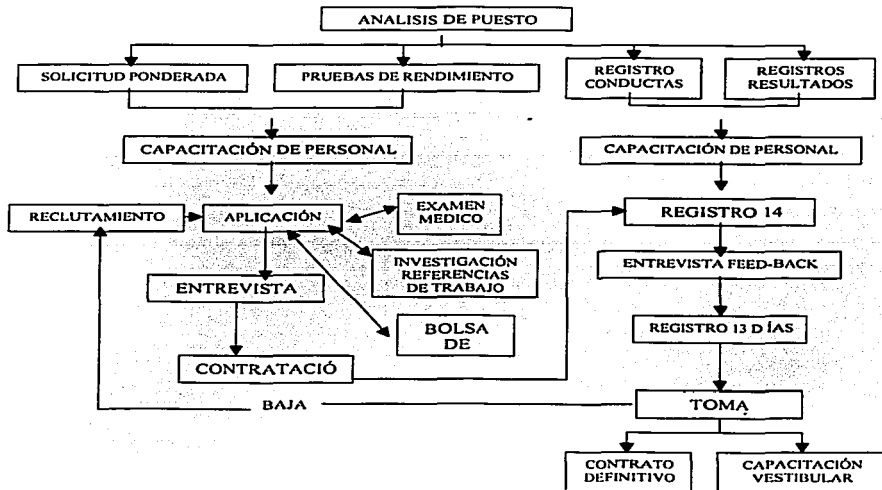 ANALISIS DE PUESTO
SOLICITUD PONDERADA
PRUEBAS DE RENDIMIENTO
REGISTRO
CONDUCTAS
REGISTROS
RESULTADOS
CAPACITACIÓN DE PERSONAL
CAPACITACIÓN DE PERSONAL
RECLUTAMIENTO
APLICACIÓN
EXAMEN
MEDICO
REGISTRO 14
INVESTIGACIÓN
REFERENCIAS
DE TRABAJO
ENTREVISTA FEED-BACK
ENTREVISTA
BOLSA
DE
REGISTRO 13 D ÍAS
CONTRATACIÓ
BAJA
TOMA
CONTRATO
DEFINITIVO
CAPACITACIÓN
VESTIBULAR